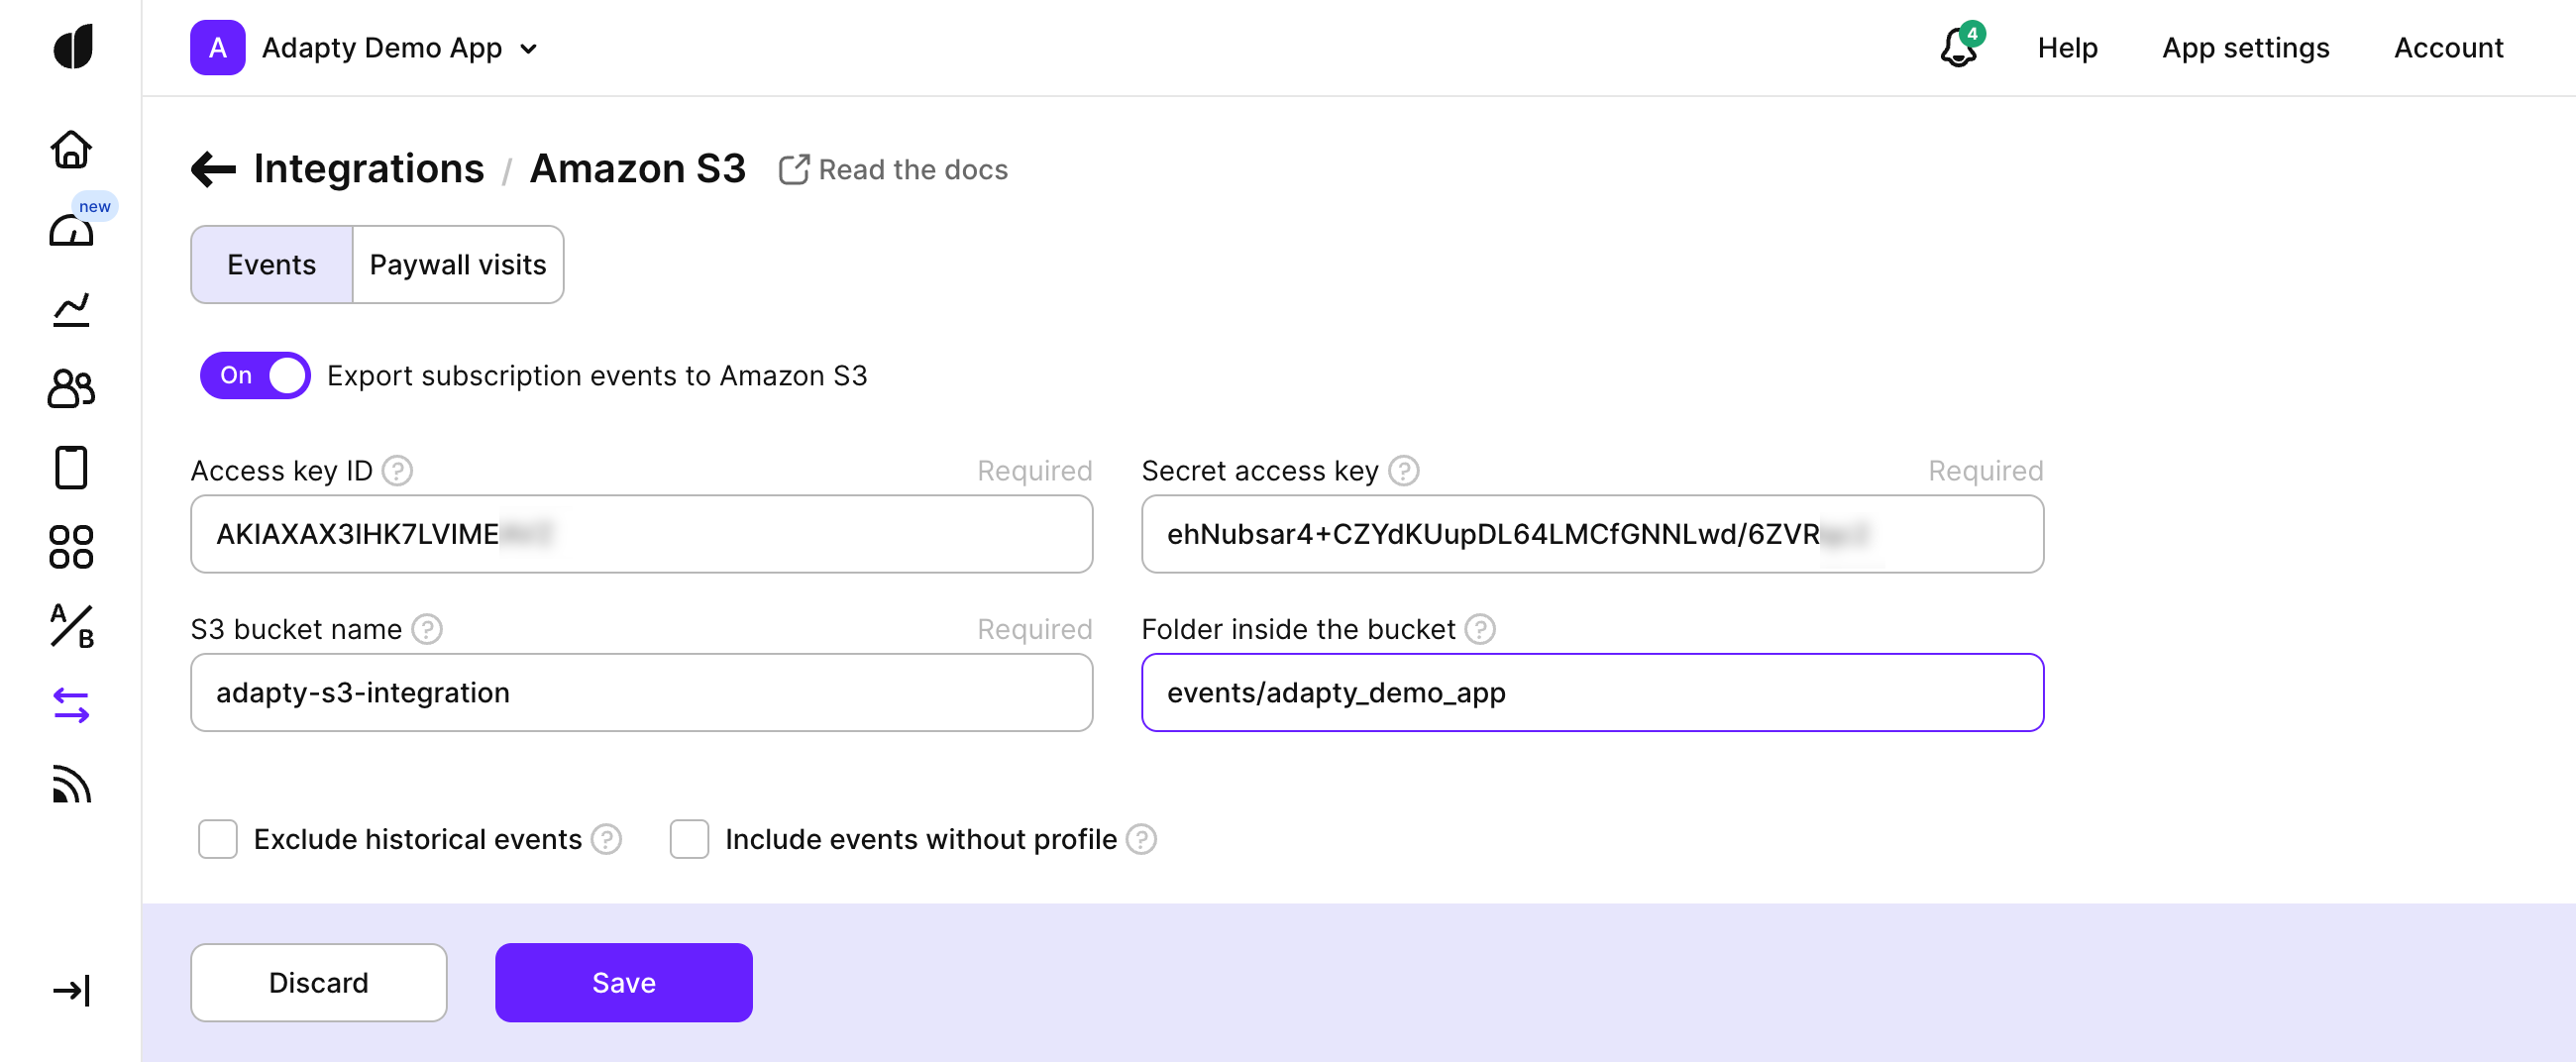 A Adapty Demo App 4 Help App settings Account
Integrations / Amazon S3 Read the docs
new
Events Paywall visits
On Export subscription events to Amazon S3
Access key ID ? Required Secret access key ? Required
AKIAXAX3IHK7LVIME ehNubsar4+CZYdKUupDL64LMCfGNNLwd/6ZVR
S3 bucket name ? Required Folder inside the bucket ?
adapty-s3-integration events/adapty_demo_app
A/B
Exclude historical events ? Include events without profile ?
Discard Save